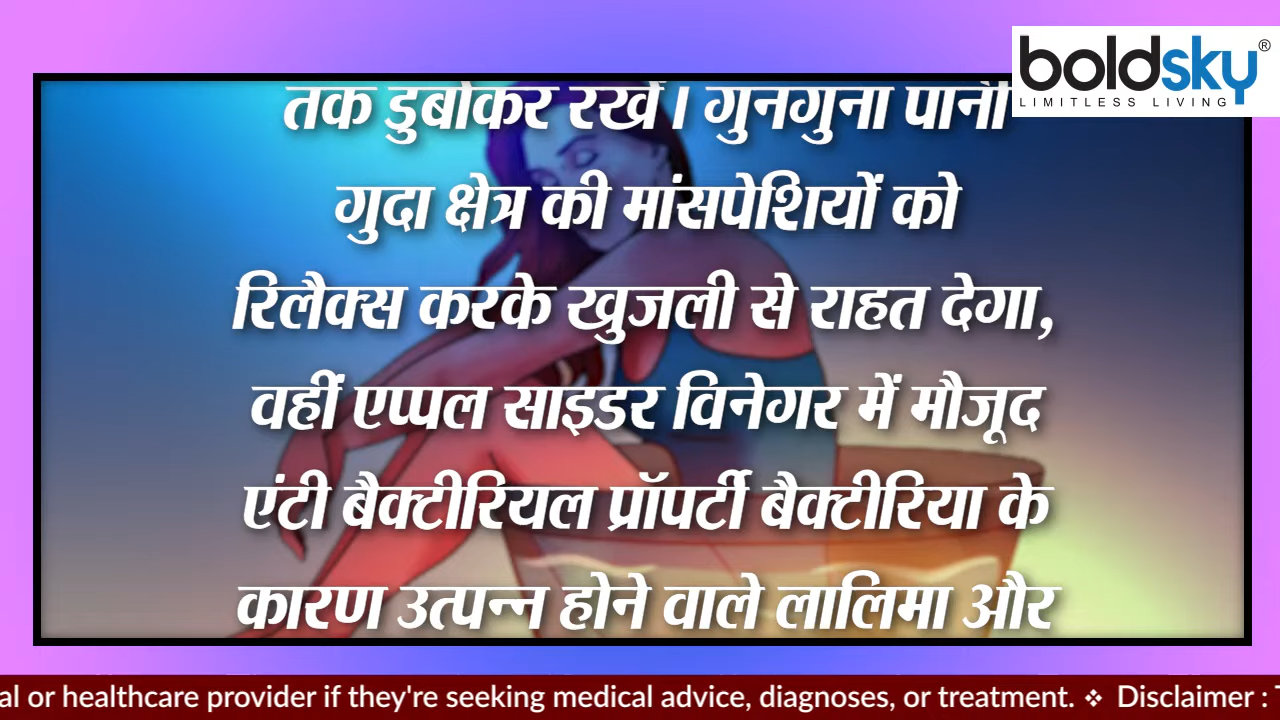 boldsky®
LIMITLESS LIVING
तक डुबोकर रखें। गुनगुना पानी
गुदा क्षेत्र की मांसपेशियों को
रिलैक्स करके खुजली से राहत देगा,
वहीं एप्पल साइडर विनेगर में मौजूद
एंटी बैक्टीरियल प्रॉपर्टी बैक्टीरिया के
कारण उत्पन्न होने वाले लालिमा और
al or healthcare provider if they're seeking medical advice, diagnoses, or treatment. ❖ Disclaimer :